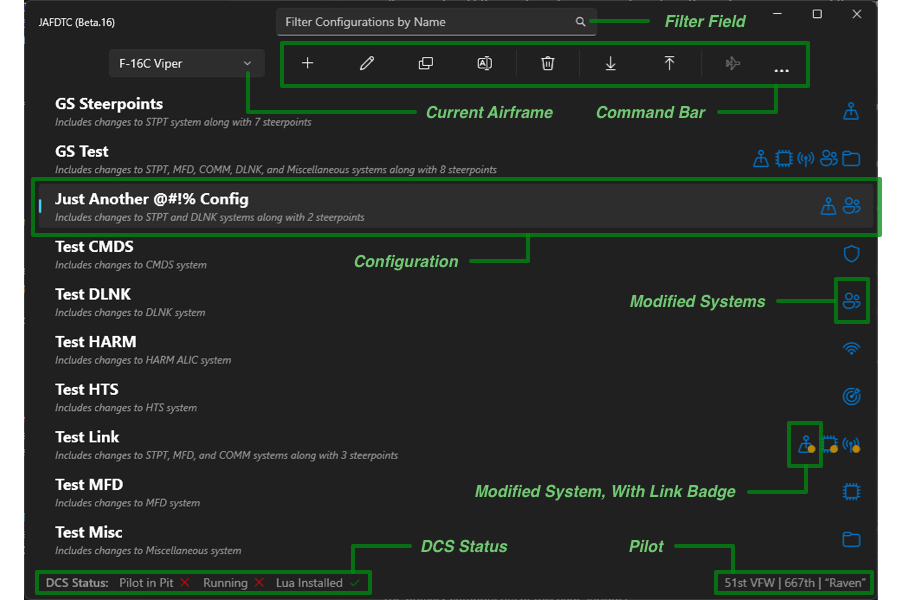 JAFDTC (Beta.16)
Filter Configurations by Name
Filter Field
F-16C Viper
Current Airframe
Command Bar
GS Steerpoints
Includes changes to STPT system along with 7 steerpoints
GS Test
Includes changes to STPT, MFD, COMM, DLNK, and Miscellaneous systems along with 8 steerpoints
Just Another @#!% Config
Includes changes to STPT and DLNK systems along with 2 steerpoints
Configuration
Test CMDS
Includes changes to CMDS system
Test DLNK
Includes changes to DLNK system
Modified Systems
Test HARM
Includes changes to HARM ALIC system
Test HTS
Includes changes to HTS system
Test Link
Includes changes to STPT, MFD, and COMM systems along with 3 steerpoints
Modified System, With Link Badge
Test MFD
Includes changes to MFD system
Test Misc
Includes changes to Miscellaneous system
DCS Status
Pilot
DCS Status: Pilot in Pit Running Lua Installed
51st VFW | 667th | “Raven”